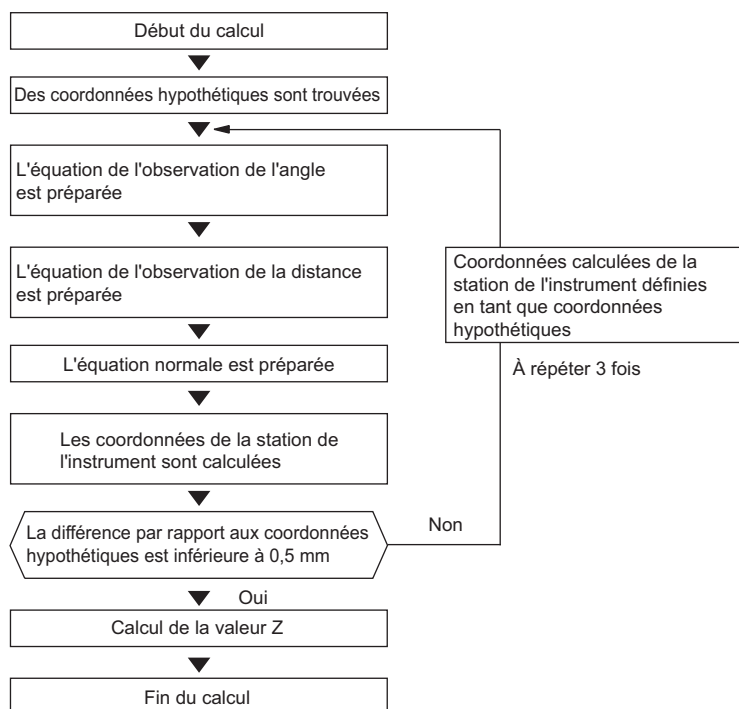 Début du calcul
Des coordonnées hypothétiques sont trouvées
L'équation de l'observation de l'angle
est préparée
L'équation de l'observation de la distance
est préparée
L'équation normale est préparée
Les coordonnées de la station de
l'instrument sont calculées
La différence par rapport aux coordonnées
hypothétiques est inférieure à 0,5 mm
Non
Coordonnées calculées de la
station de l'instrument définies
en tant que coordonnées
hypothétiques
À répéter 3 fois
Oui
Calcul de la valeur Z
Fin du calcul